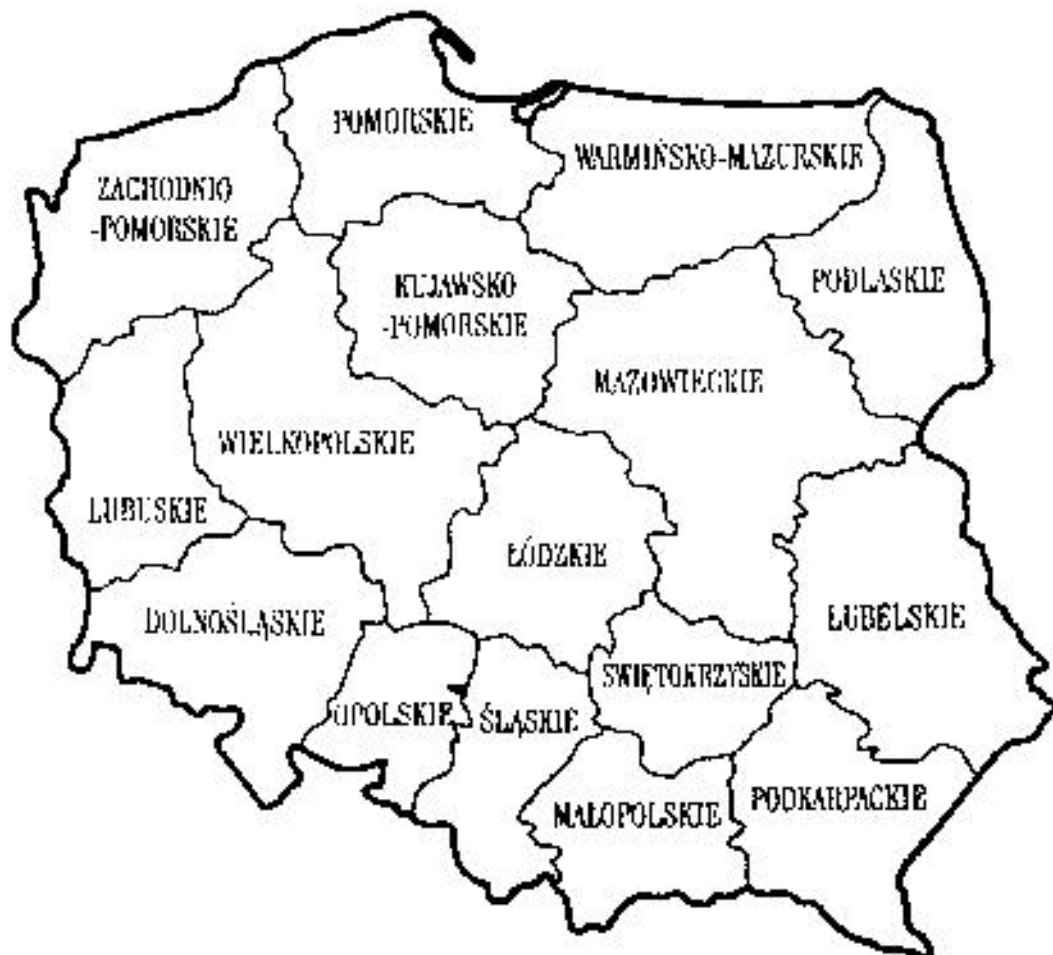 POMORSKIE
WARMIŃSKO-MAZURSKIE
ZACHODNIO
-POMORSKIE
PODLASKIE
KUJAWSKO
-POMORSKIE
MAZOWIECKIE
WIELKOPOLSKIE
LUBUSKIE
ŁÓDZKIE
DOLNOŚLĄSKIE
LUBELSKIE
ŚWIĘTOKRZYSKIE
OPOLSKIE
ŚLĄSKIE
MAŁOPOLSKIE
PODKARPACKIE